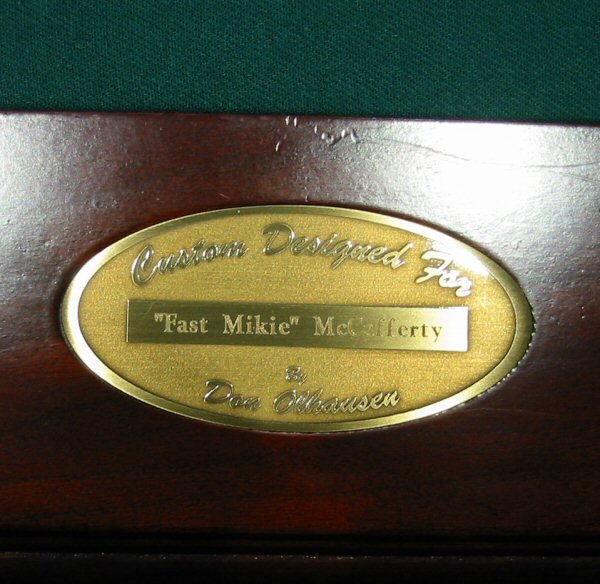 Custom Designed For
"Fast Mikie" McCafferty
By
Don Olhausen